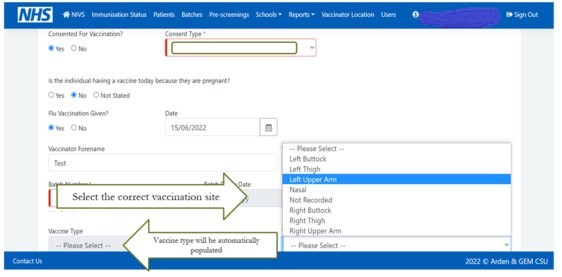 NHS NIVS Immunisation Status Patients Batches Pre-screenings Schools Reports Vaccinator Location Users Sign Out
Consented For Vaccination? Consent Type *
Yes No
Is the individual having a vaccine today because they are pregnant?
Yes No Not Stated
Flu Vaccination Given? Date
Yes No 15/06/2022
Vaccinator Forename
Test
-- Please Select --
Left Buttock
Left Thigh
Left Upper Arm
Nasal
Not Recorded
Right Buttock
Right Thigh
Right Upper Arm
Batch Number Date
Select the correct vaccination site
Vaccine Type
-- Please Select --
Vaccine type will be automatically
populated
-- Please Select --
Contact Us 2022 © Arden & GEM CSU